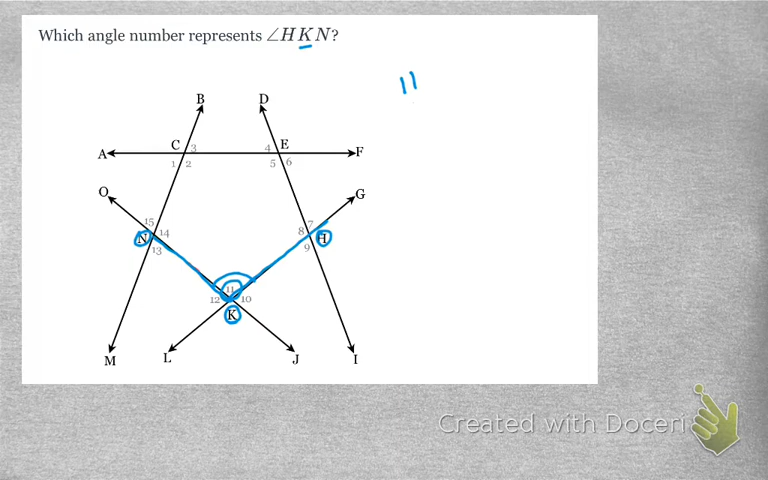 Which angle number represents ∠HKN?
11
B D
C 3 4 E
A F
1 2 5 6
O G
15 7
N 14 8 H
13 9
11
12 10
K
M L J I
Created with Doceri